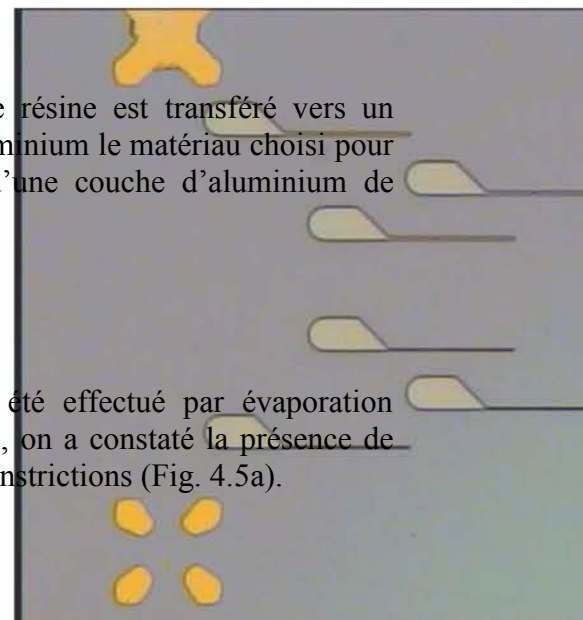 e résine est transféré vers un
minium le matériau choisi pour
d'une couche d'aluminium de
été effectué par évaporation
, on a constaté la présence de
nstrictions (Fig. 4.5a).